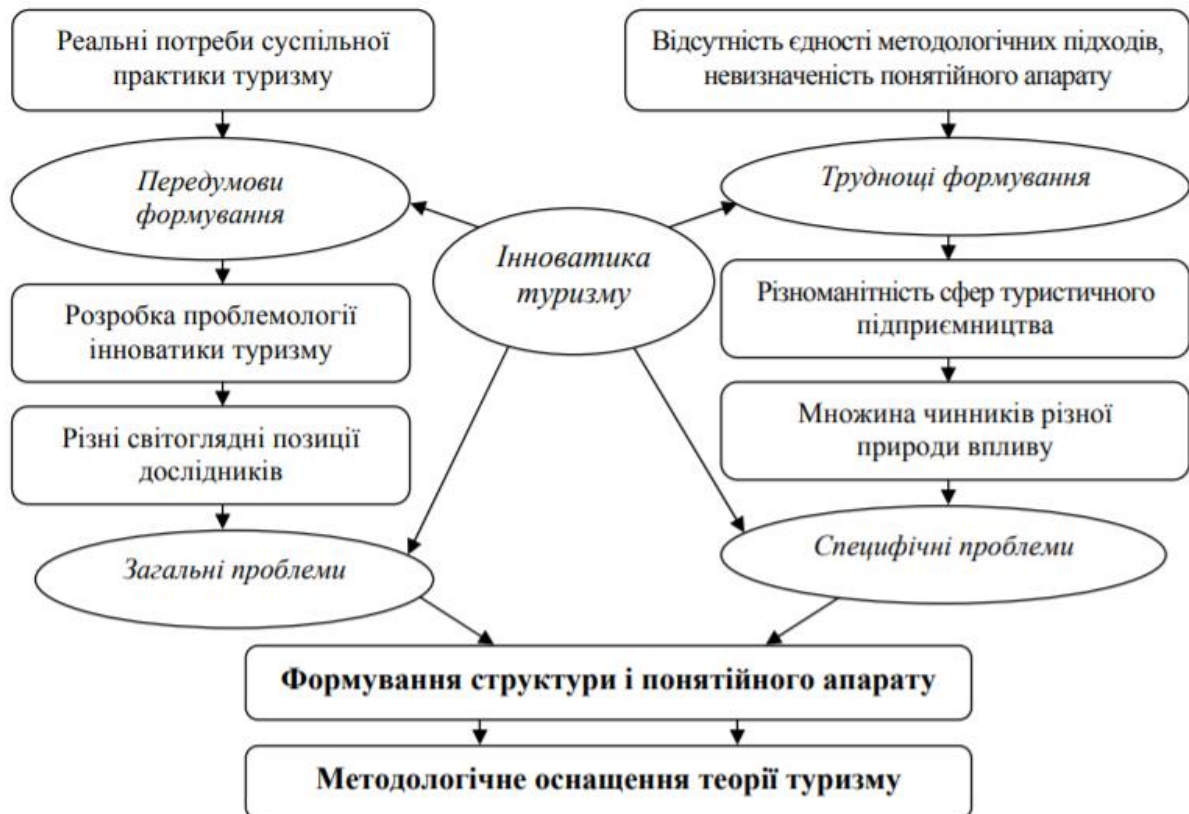 Реальні потреби суспільної
практики туризму
Відсутність єдності методологічних підходів,
невизначеність понятійного апарату
Передумови
формування
Труднощі формування
Інноватика
туризму
Розробка проблемології
інноватики туризму
Різноманітність сфер туристичного
підприємництва
Різні світоглядні позиції
дослідників
Множина чинників різної
природи впливу
Загальні проблеми
Специфічні проблеми
Формування структури і понятійного апарату
Методологічне оснащення теорії туризму